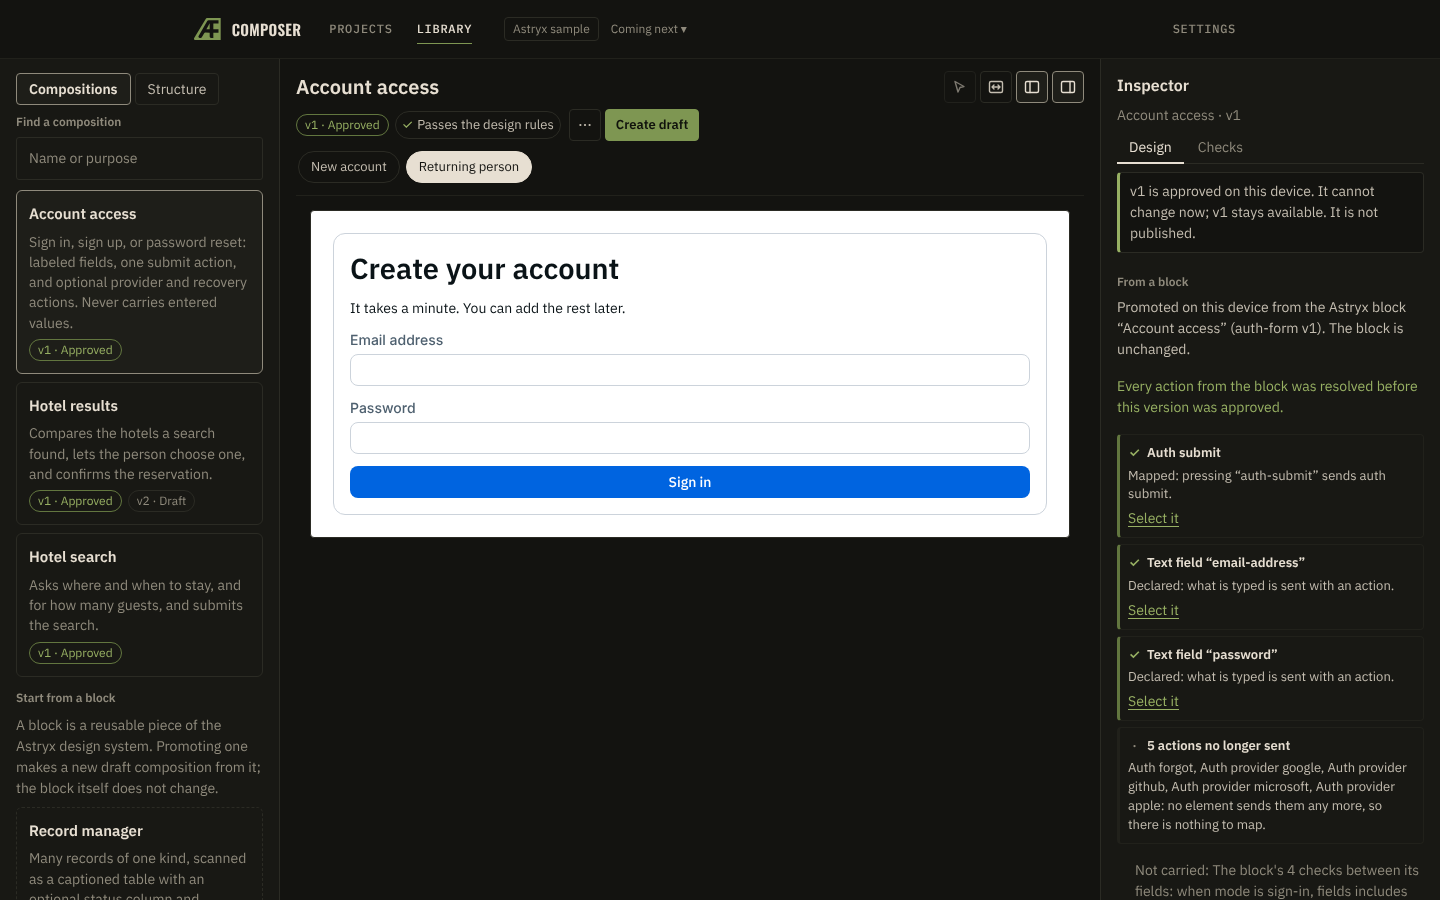 COMPOSER
PROJECTS
LIBRARY
Astryx sample
Coming next ▾
SETTINGS
Compositions
Structure
Find a composition
Name or purpose
Account access
Sign in, sign up, or password reset:
labeled fields, one submit action,
and optional provider and recovery
actions. Never carries entered
values.
v1 · Approved
Hotel results
Compares the hotels a search
found, lets the person choose one,
and confirms the reservation.
v1 · Approved
v2 · Draft
Hotel search
Asks where and when to stay, and
for how many guests, and submits
the search.
v1 · Approved
Start from a block
A block is a reusable piece of the
Astryx design system. Promoting one
makes a new draft composition from it;
the block itself does not change.
Record manager
Many records of one kind, scanned
as a captioned table with an
optional status column and
Account access
v1 · Approved
✓ Passes the design rules
···
Create draft
New account
Returning person
Create your account
It takes a minute. You can add the rest later.
Email address
Password
Sign in
Inspector
Account access · v1
Design
Checks
v1 is approved on this device. It cannot
change now; v1 stays available. It is not
published.
From a block
Promoted on this device from the Astryx block
“Account access” (auth-form v1). The block is
unchanged.
Every action from the block was resolved before
this version was approved.
✓ Auth submit
Mapped: pressing “auth-submit” sends auth
submit.
Select it
✓ Text field “email-address”
Declared: what is typed is sent with an action.
Select it
✓ Text field “password”
Declared: what is typed is sent with an action.
Select it
· 5 actions no longer sent
Auth forgot, Auth provider google, Auth provider
github, Auth provider microsoft, Auth provider
apple: no element sends them any more, so
there is nothing to map.
Not carried: The block's 4 checks between its
fields: when mode is sign-in, fields includes